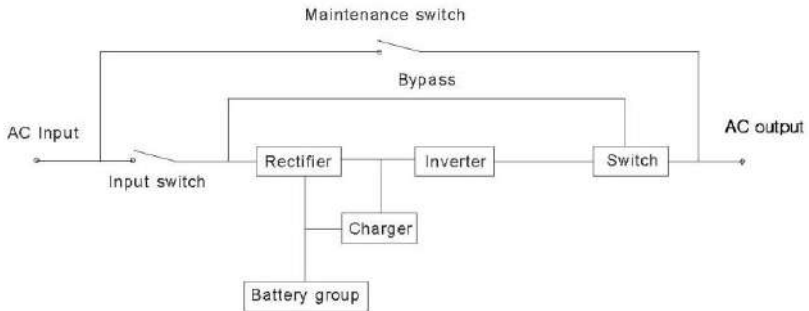 Maintenance switch
Bypass
AC Input
AC output
Input switch
Rectifier
Inverter
Switch
Charger
Battery group